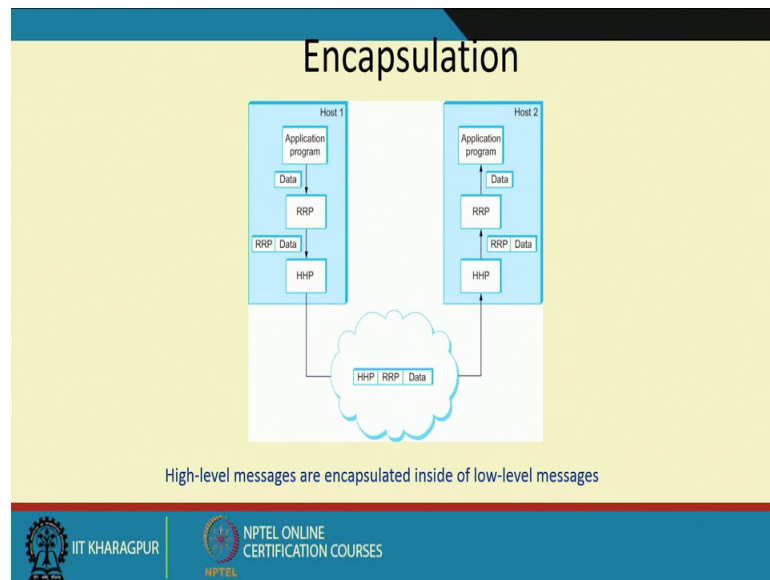 Encapsulation
Host 1
Application
program
Data
RRP
RRP Data
HHP
Host 2
Application
program
Data
RRP
RRP Data
HHP
HHP RRP Data
High-level messages are encapsulated inside of low-level messages
IIT KHARAGPUR
NPTEL
NPTEL ONLINE
CERTIFICATION COURSES